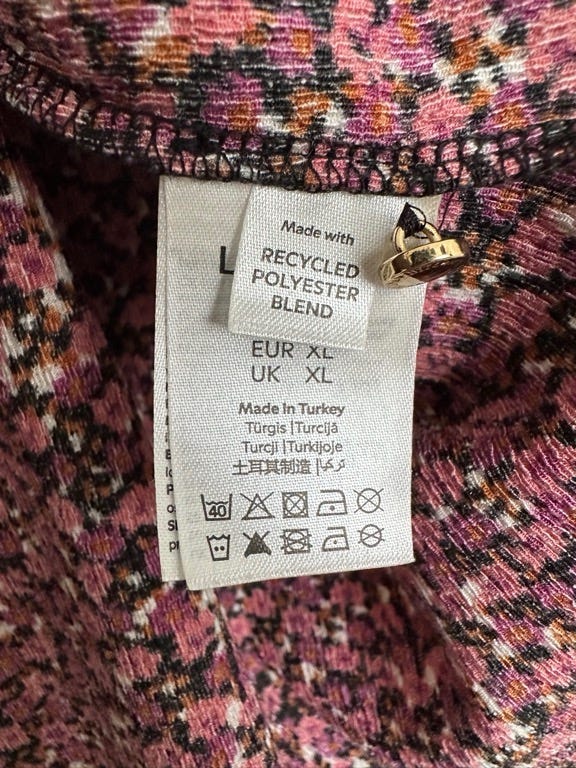 Made with
RECYCLED
POLYESTER
BLEND
L
EUR XL
UK XL
Made In Turkey
Türgis |Turcijā
Turcji |Turkijoje
土耳其制造 |تركيا
40